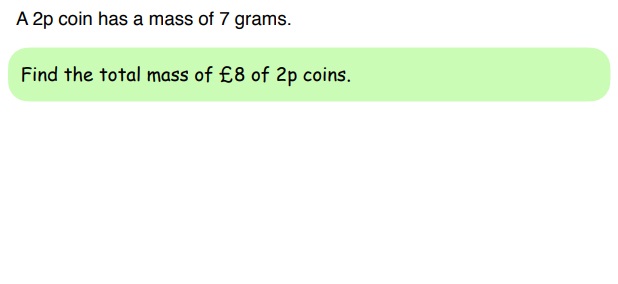 A 2p coin has a mass of 7 grams.
Find the total mass of £8 of 2p coins.